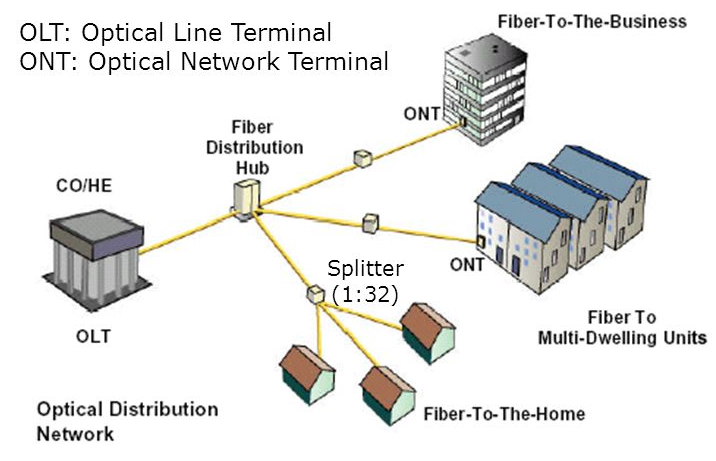 OLT: Optical Line Terminal
ONT: Optical Network Terminal
Fiber-To-The-Business
ONT
Fiber
Distribution
Hub
CO/HE
OLT
Splitter
(1:32)
ONT
Fiber To
Multi-Dwelling Units
Fiber-To-The-Home
Optical Distribution
Network